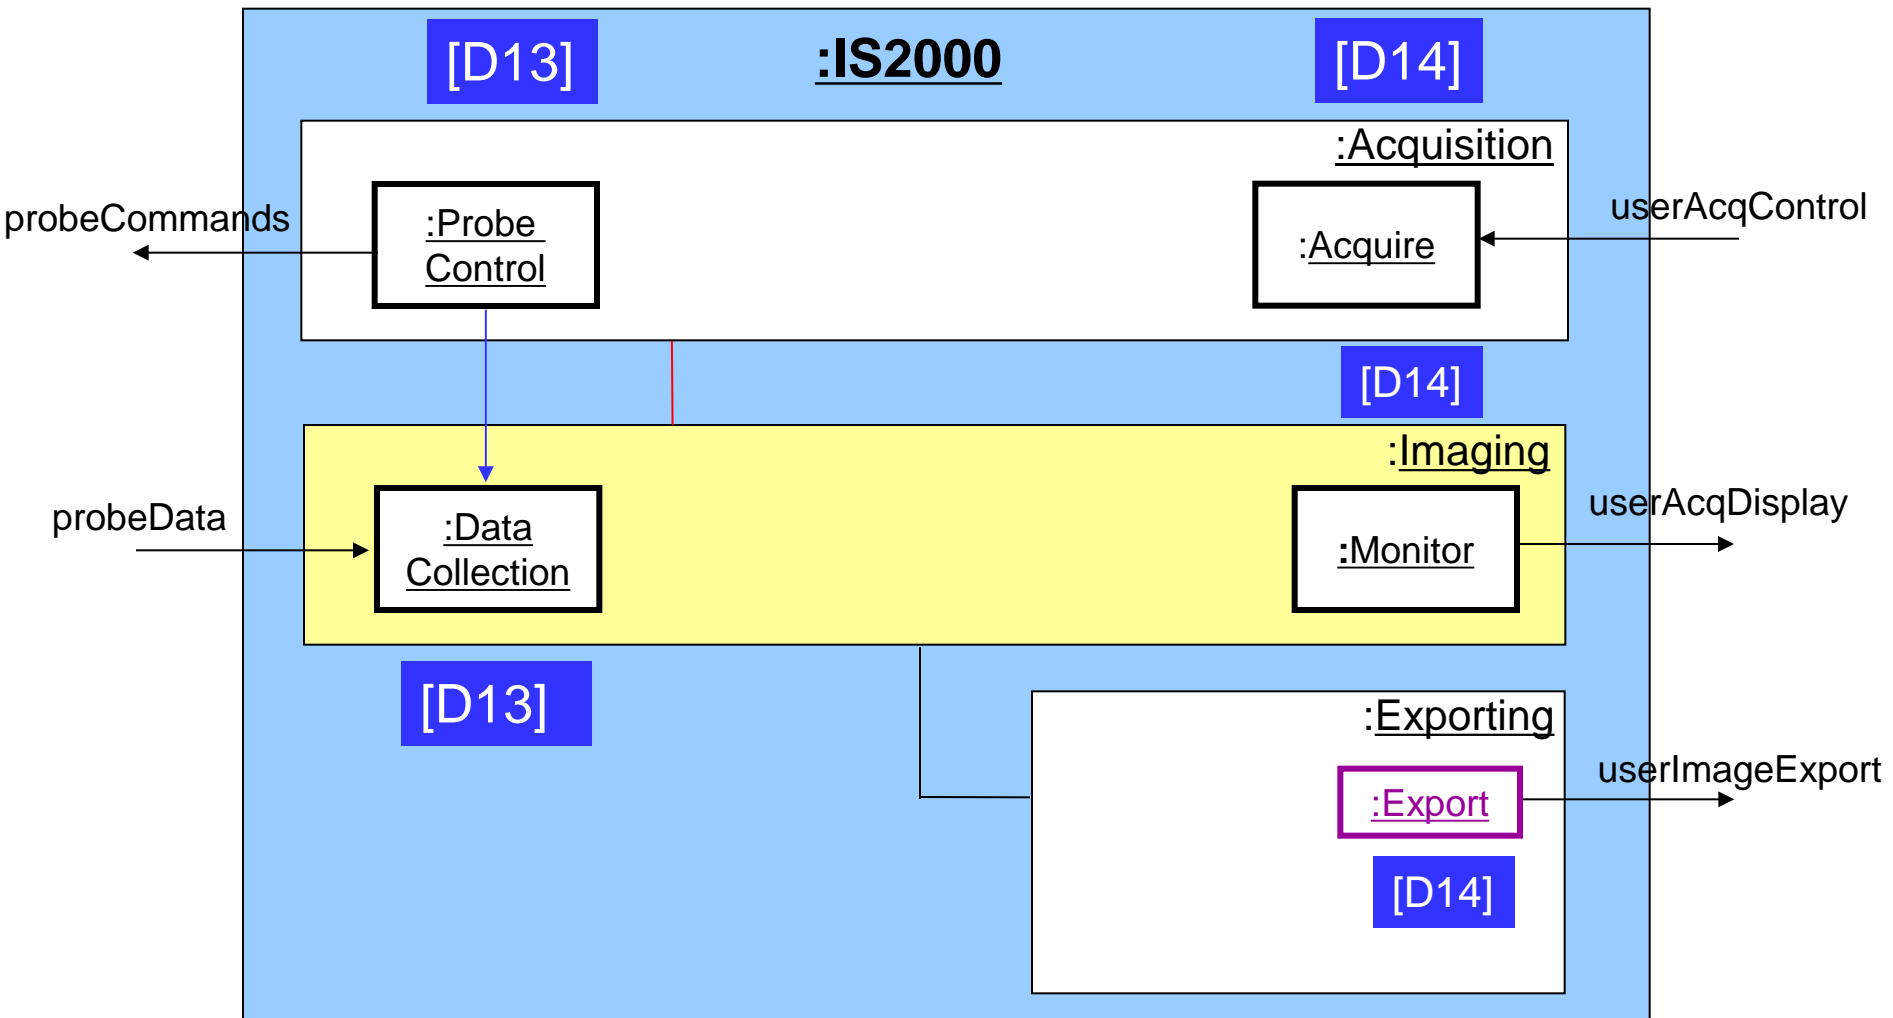 [D13]
:IS2000
[D14]
:Acquisition
probeCommands
:Probe
Control
:Acquire
userAcqControl
[D14]
:Imaging
probeData
:Data
Collection
:Monitor
userAcqDisplay
[D13]
:Exporting
:Export
userImageExport
[D14]